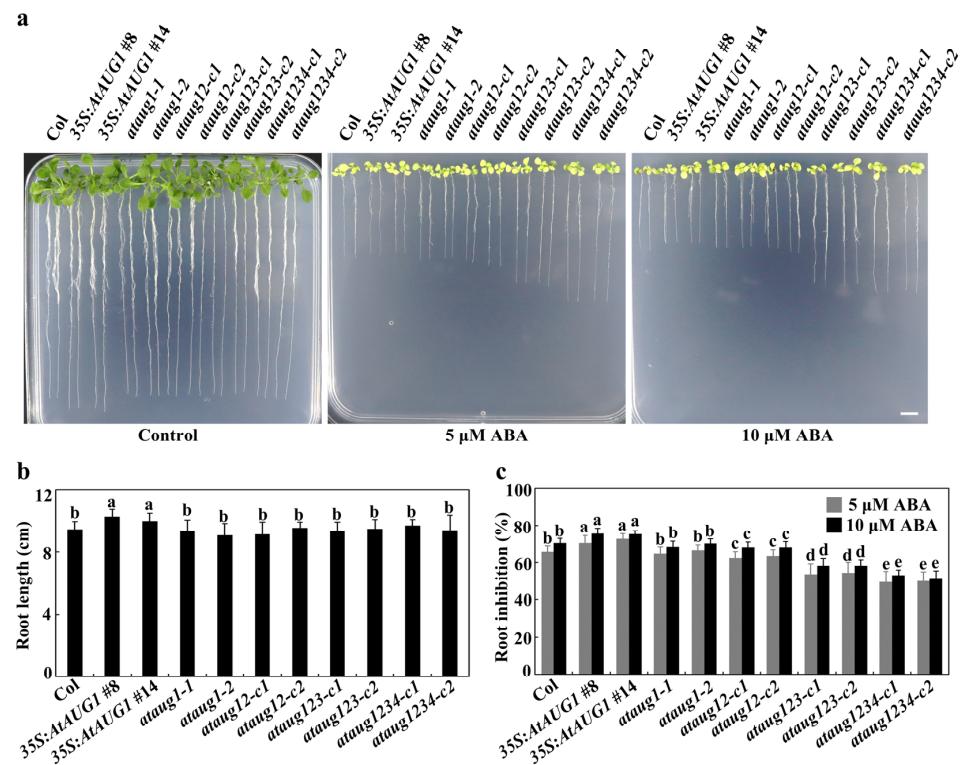 a
Col
35S:AtAUG1 #8
35S:AtAUG1 #14
ataug1-1
ataug1-2
ataug12-c1
ataug12-c2
ataug123-c1
ataug123-c2
ataug1234-c1
ataug1234-c2
Col
35S:AtAUG1 #8
35S:AtAUG1 #14
ataug1-1
ataug1-2
ataug12-c1
ataug12-c2
ataug123-c1
ataug123-c2
ataug1234-c1
ataug1234-c2
Col
35S:AtAUG1 #8
35S:AtAUG1 #14
ataug1-1
ataug1-2
ataug12-c1
ataug12-c2
ataug123-c1
ataug123-c2
ataug1234-c1
ataug1234-c2
Control
5 μM ABA
10 μM ABA
b
Root length (cm)
12
8
4
0
b a a b b b b b b b b
Col
35S:AtAUG1 #8
35S:AtAUG1 #14
ataug1-1
ataug1-2
ataug12-c1
ataug12-c2
ataug123-c1
ataug123-c2
ataug1234-c1
ataug1234-c2
c
Root inhibition (%)
100
80
60
40
20
0
5 μM ABA
10 μM ABA
b b a a a a b b b b c c c c d d d d e e e e
Col
35S:AtAUG1 #8
35S:AtAUG1 #14
ataug1-1
ataug1-2
ataug12-c1
ataug12-c2
ataug123-c1
ataug123-c2
ataug1234-c1
ataug1234-c2